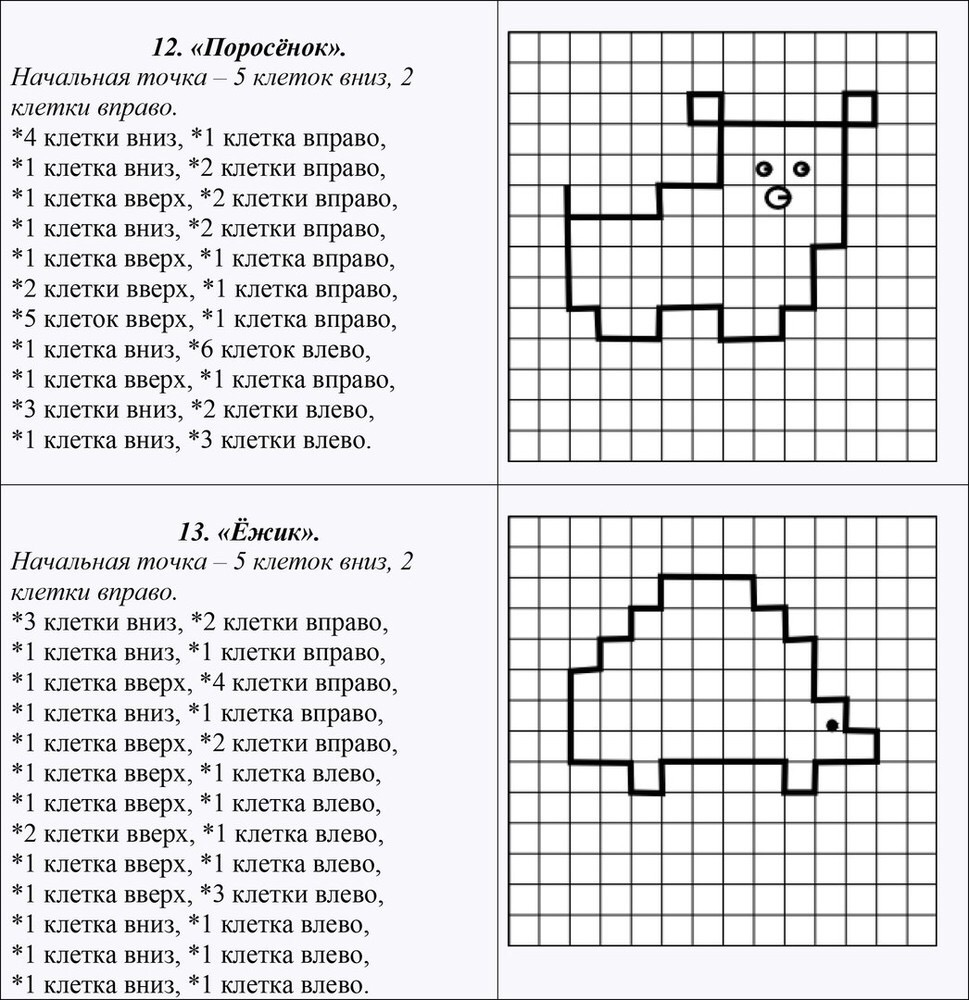 12. «Поросёнок».
Начальная точка – 5 клеток вниз, 2
клетки вправо.
*4 клетки вниз, *1 клетка вправо,
*1 клетка вниз, *2 клетки вправо,
*1 клетка вверх, *2 клетки вправо,
*1 клетка вниз, *2 клетки вправо,
*1 клетка вверх, *1 клетка вправо,
*2 клетки вверх, *1 клетка вправо,
*5 клеток вверх, *1 клетка вправо,
*1 клетка вниз, *6 клеток влево,
*1 клетка вверх, *1 клетка вправо,
*3 клетки вниз, *2 клетки влево,
*1 клетка вниз, *3 клетки влево.
13. «Ёжик».
Начальная точка – 5 клеток вниз, 2
клетки вправо.
*3 клетки вниз, *2 клетки вправо,
*1 клетка вниз, *1 клетки вправо,
*1 клетка вверх, *4 клетки вправо,
*1 клетка вниз, *1 клетка вправо,
*1 клетка вверх, *2 клетки вправо,
*1 клетка вверх, *1 клетка влево,
*1 клетка вверх, *1 клетка влево,
*2 клетки вверх, *1 клетка влево,
*1 клетка вверх, *1 клетка влево,
*1 клетка вверх, *3 клетки влево,
*1 клетка вниз, *1 клетка влево,
*1 клетка вниз, *1 клетка влево,
*1 клетка вниз, *1 клетка влево.